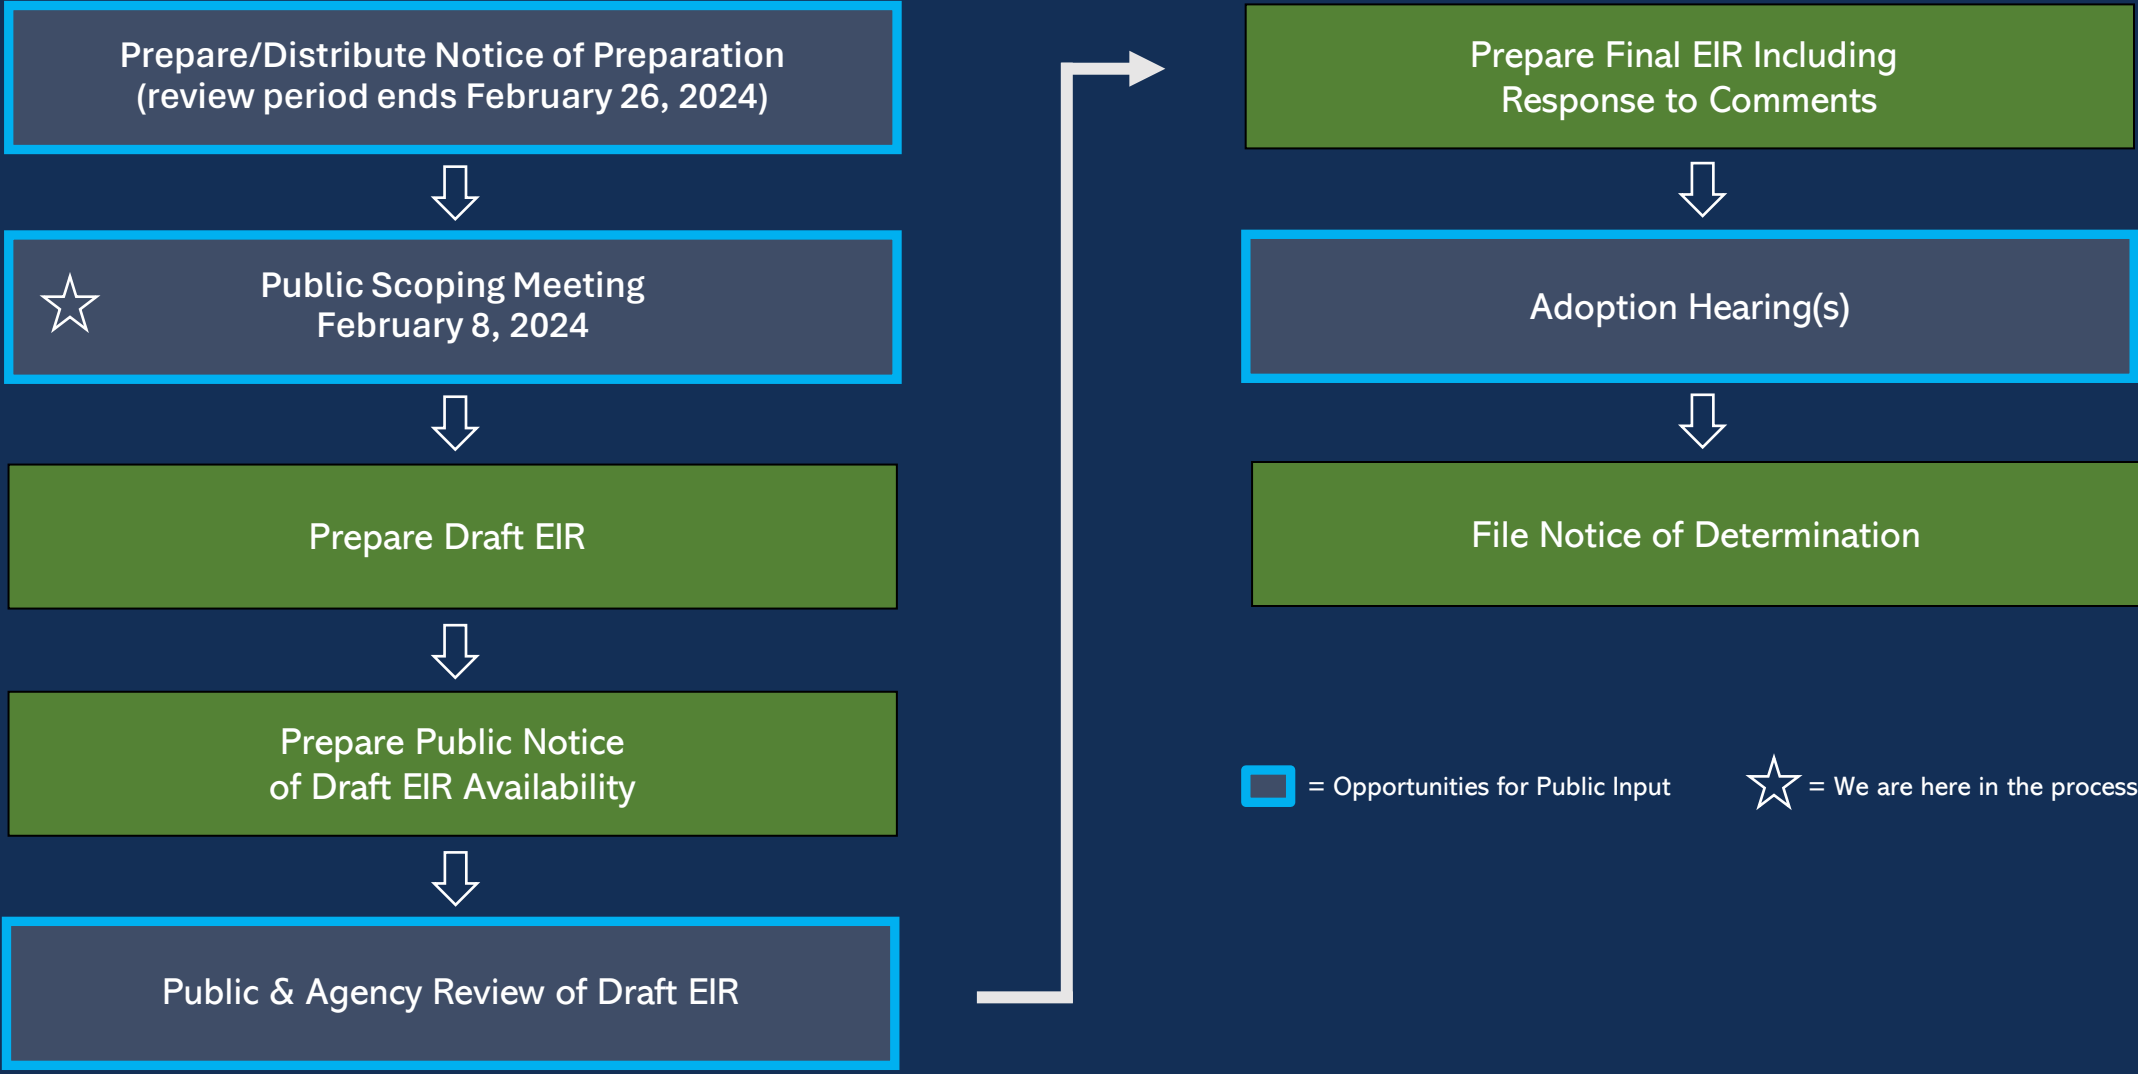 Prepare/Distribute Notice of Preparation
(review period ends February 26, 2024)
Public Scoping Meeting
February 8, 2024
Prepare Draft EIR
Prepare Public Notice
of Draft EIR Availability
Public & Agency Review of Draft EIR
Prepare Final EIR Including
Response to Comments
Adoption Hearing(s)
File Notice of Determination
= Opportunities for Public Input
= We are here in the process